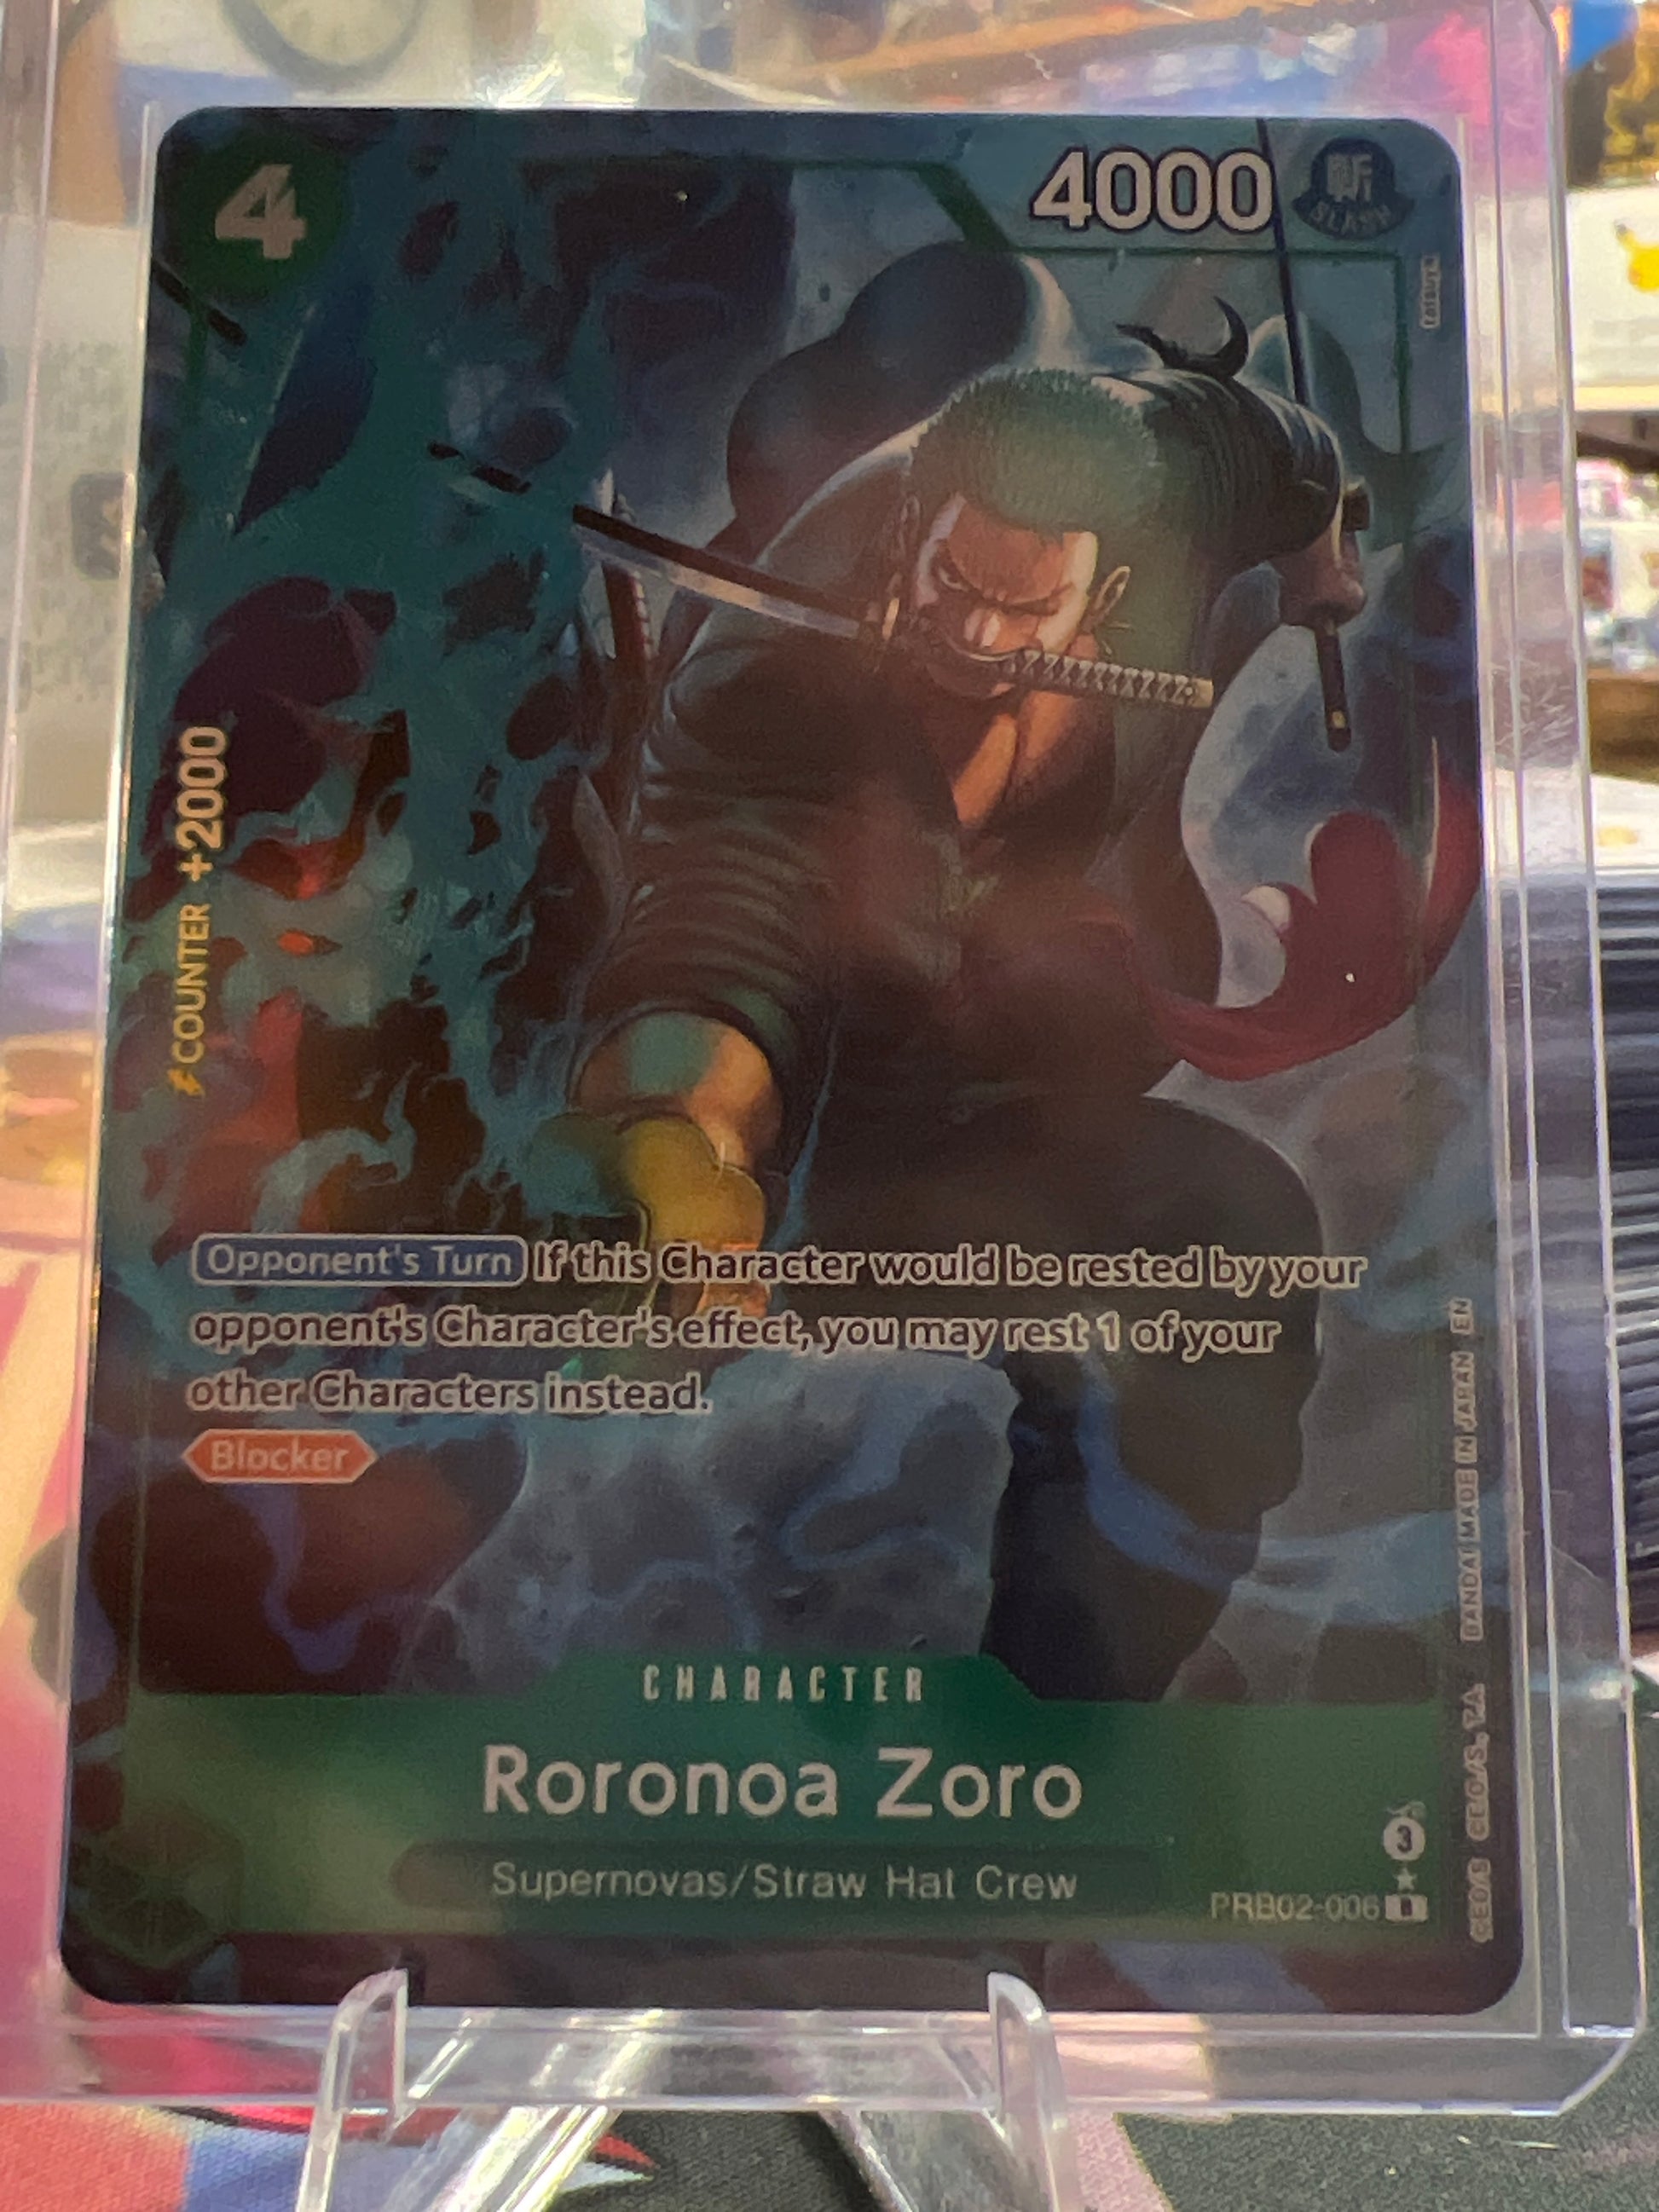 4
4000
斬
SLASH
COUNTER +2000
Opponent's Turn If this Character would be rested by your
opponent's Character's effect, you may rest 1 of your
other Characters instead.
Blocker
CHARACTER
Roronoa Zoro
Supernovas/Straw Hat Crew
3
PRB02-006 R
BANDAI MADE IN JAPAN EN